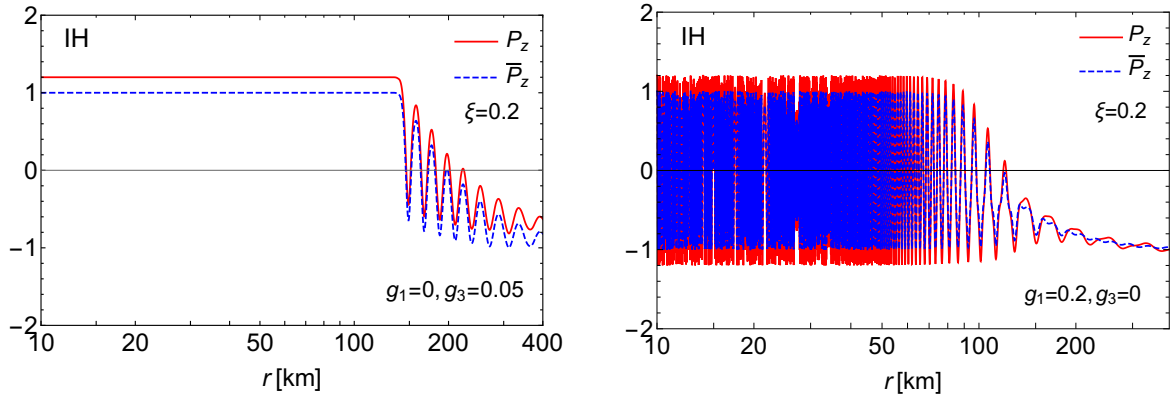 2
IH
P_z
P̅_z
1
ξ=0.2
0
−1
g₁=0, g₃=0.05
−2
10 20 50 100 200 400
r [km]
2
IH
P_z
P̅_z
1
ξ=0.2
0
−1
g₁=0.2, g₃=0
−2
10 20 50 100 200
r [km]